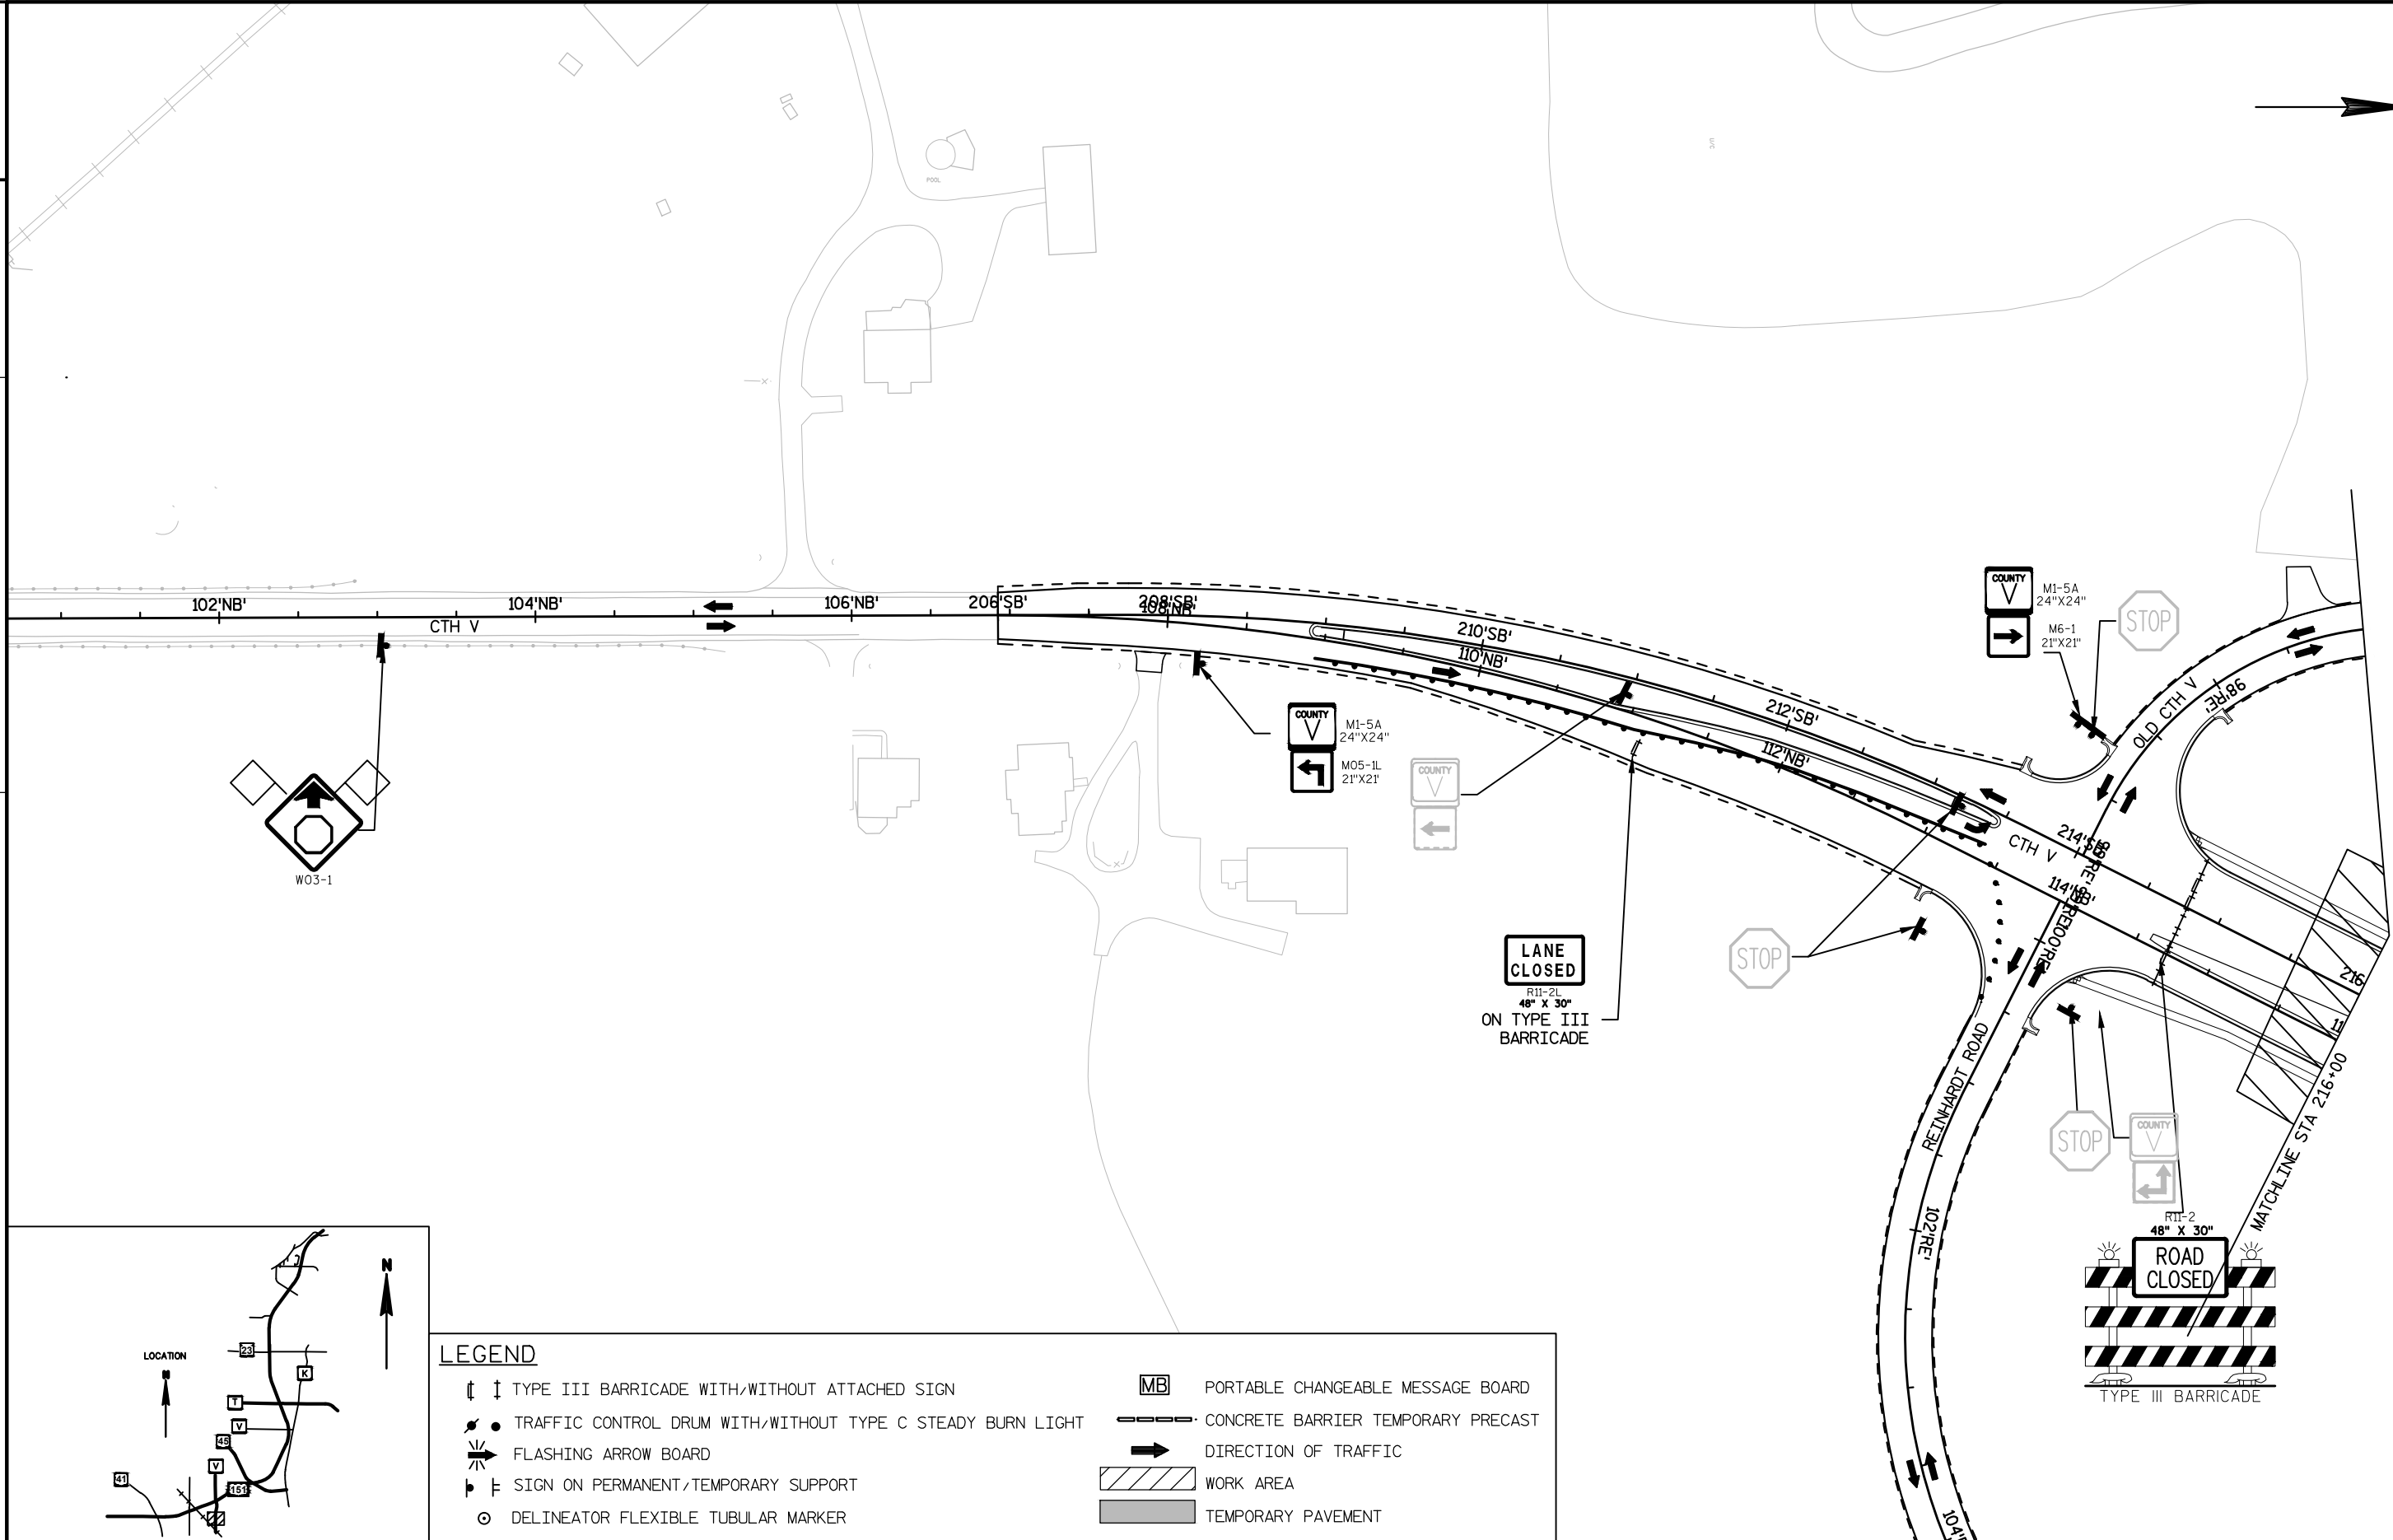 POOL
102'NB'
104'NB'
106'NB'
206'SB'
208'SB'
108'NB'
CTH V
210'SB'
110'NB'
212'SB'
112'NB'
COUNTY
V
M1-5A
24"X24"
M6-1
21"X21"
STOP
OLD CTH V
98'RE'
COUNTY
V
M1-5A
24"X24"
MO5-1L
21"X21'
COUNTY
V
WO3-1
CTH V
214'SB'
114'NB'
100'RE'
216
11
LANE
CLOSED
R11-2L
48" X 30"
ON TYPE III
BARRICADE
STOP
REINHARDT ROAD
102'RE'
STOP
COUNTY
V
MATCHLINE STA 216+00
R11-2
48" X 30"
ROAD
CLOSED
TYPE III BARRICADE
LOCATION
N
N
23
K
T
V
45
V
41
151
LEGEND
TYPE III BARRICADE WITH/WITHOUT ATTACHED SIGN
TRAFFIC CONTROL DRUM WITH/WITHOUT TYPE C STEADY BURN LIGHT
FLASHING ARROW BOARD
SIGN ON PERMANENT/TEMPORARY SUPPORT
DELINEATOR FLEXIBLE TUBULAR MARKER
MB PORTABLE CHANGEABLE MESSAGE BOARD
CONCRETE BARRIER TEMPORARY PRECAST
DIRECTION OF TRAFFIC
WORK AREA
TEMPORARY PAVEMENT